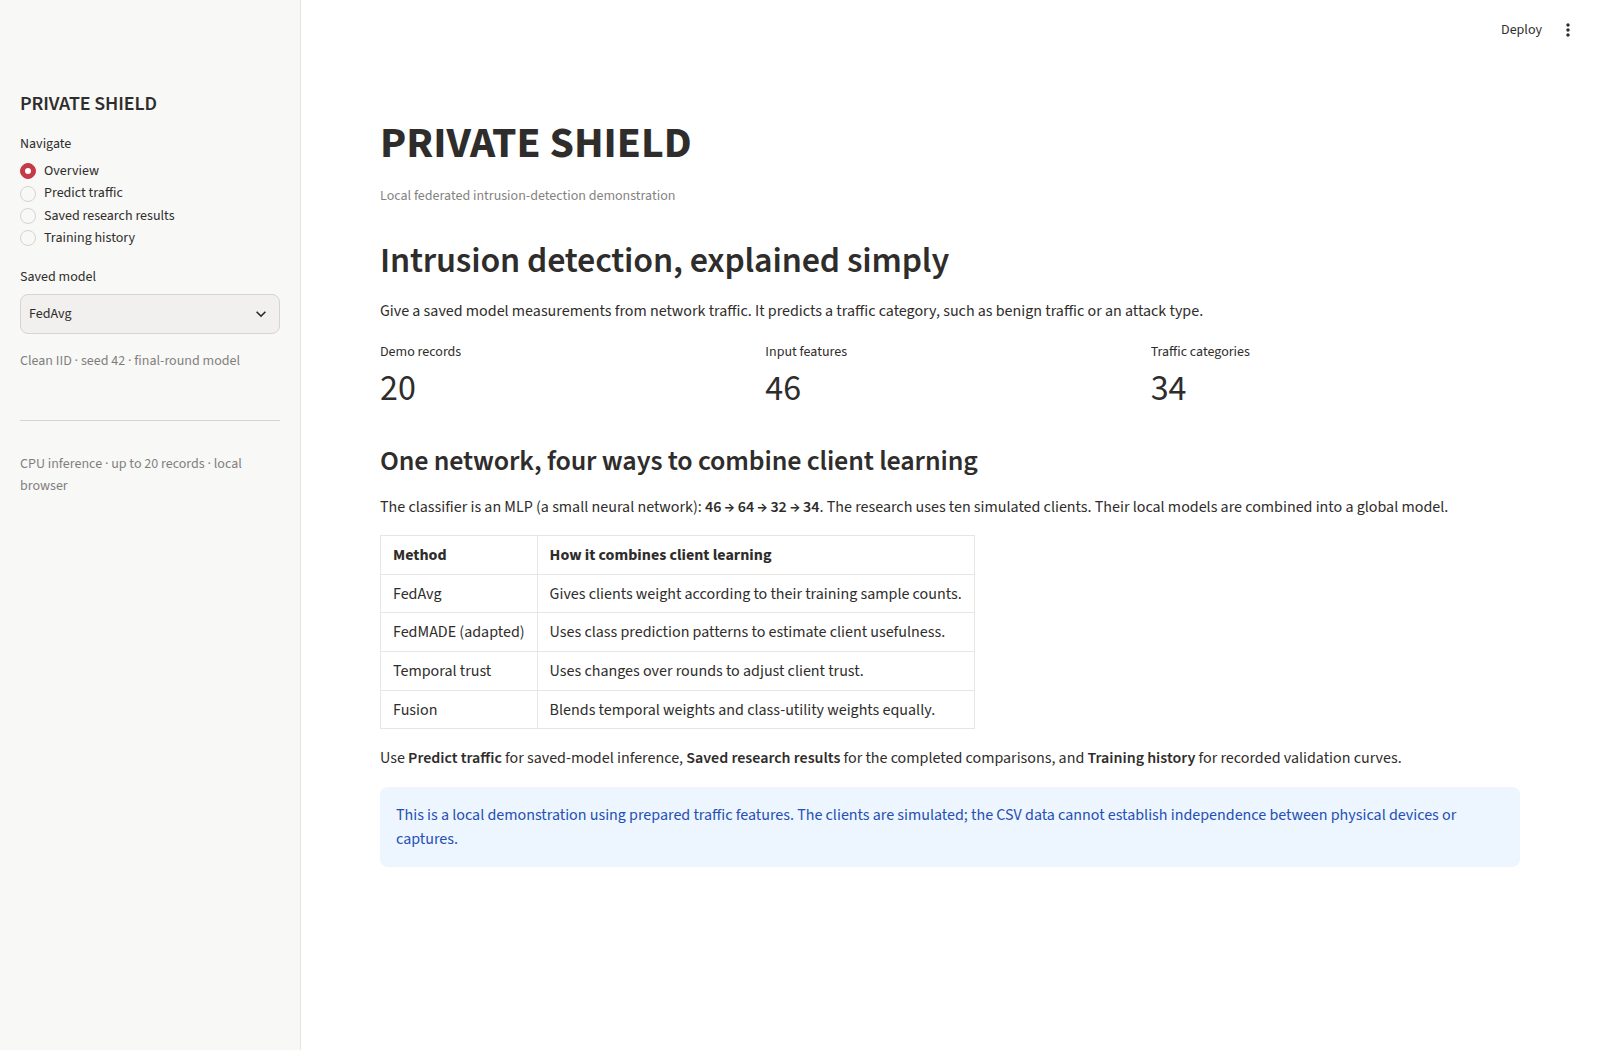 Deploy
PRIVATE SHIELD
Navigate
Overview
Predict traffic
Saved research results
Training history
Saved model
FedAvg
Clean IID · seed 42 · final-round model
CPU inference · up to 20 records · local
browser
PRIVATE SHIELD
Local federated intrusion-detection demonstration
Intrusion detection, explained simply
Give a saved model measurements from network traffic. It predicts a traffic category, such as benign traffic or an attack type.
Demo records
20
Input features
46
Traffic categories
34
One network, four ways to combine client learning
The classifier is an MLP (a small neural network): 46 → 64 → 32 → 34. The research uses ten simulated clients. Their local models are combined into a global model.
Method How it combines client learning
FedAvg Gives clients weight according to their training sample counts.
FedMADE (adapted) Uses class prediction patterns to estimate client usefulness.
Temporal trust Uses changes over rounds to adjust client trust.
Fusion Blends temporal weights and class-utility weights equally.
Use Predict traffic for saved-model inference, Saved research results for the completed comparisons, and Training history for recorded validation curves.
This is a local demonstration using prepared traffic features. The clients are simulated; the CSV data cannot establish independence between physical devices or
captures.